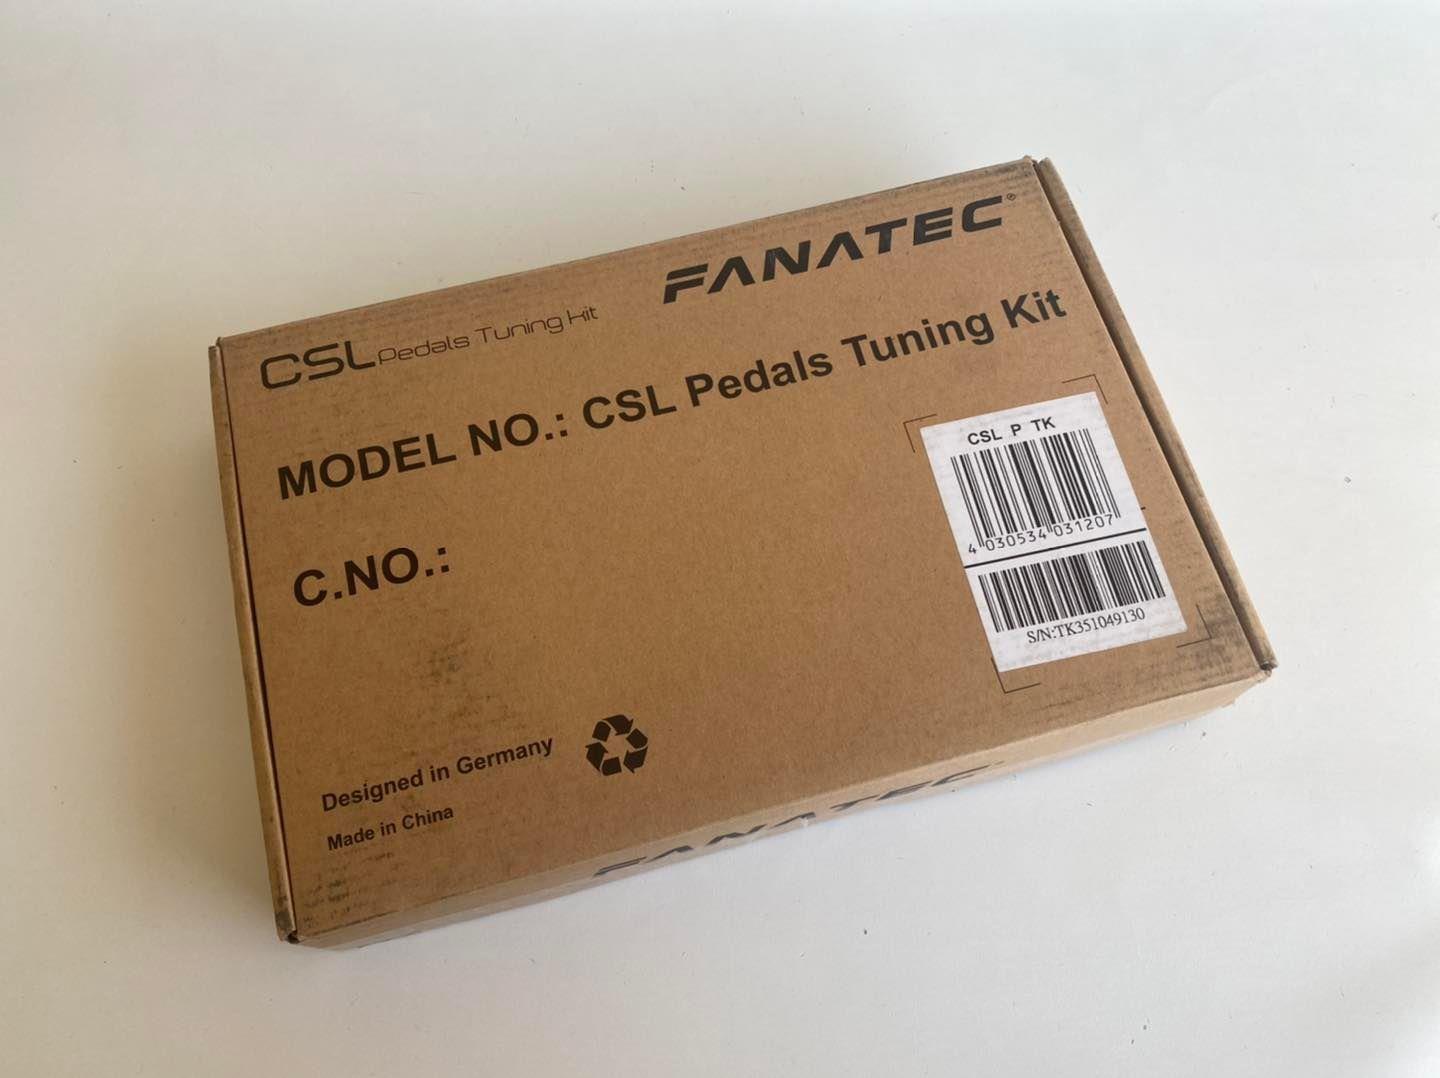 FANATEC®
CSL Pedals Tuning Kit
MODEL NO.: CSL Pedals Tuning Kit
CSL P TK
4 030534 031207
C.NO.:
S/N:TK351049130
Designed in Germany
Made in China
FANATEC